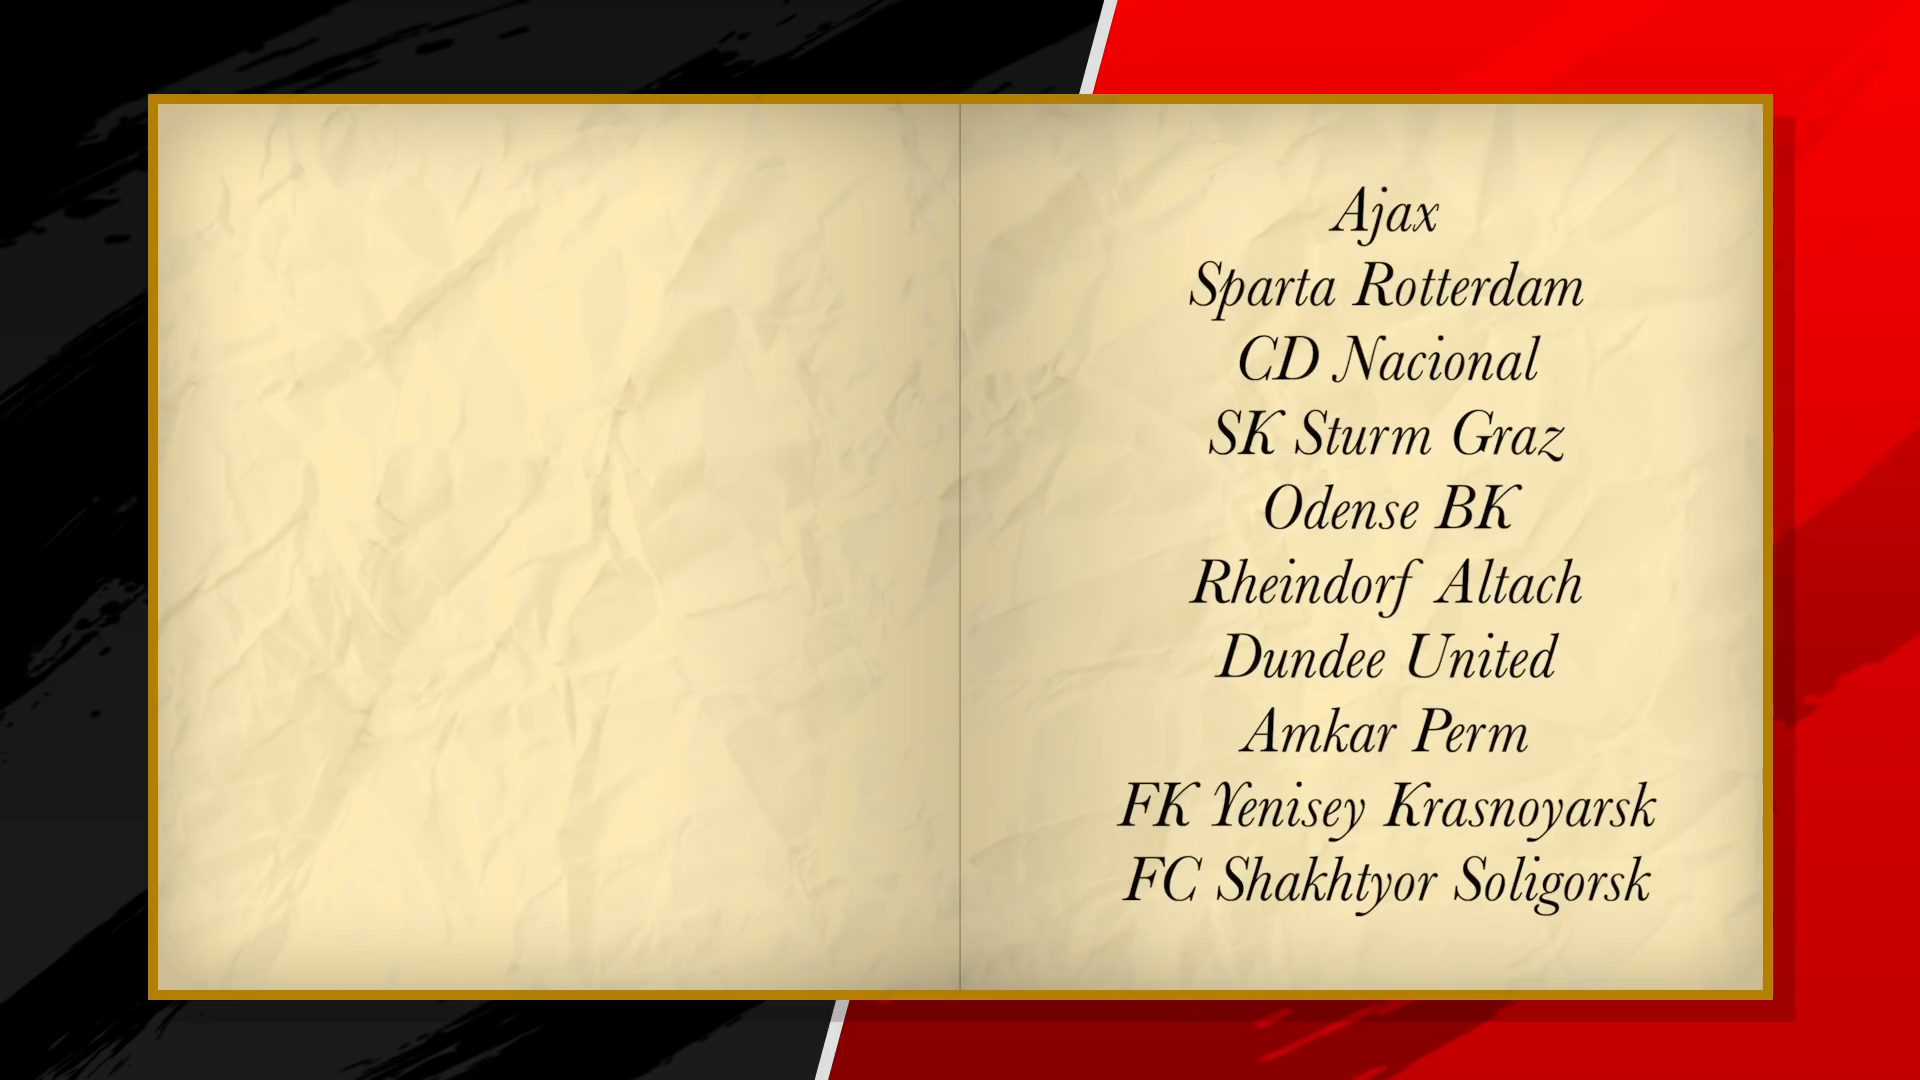 Ajax
Sparta Rotterdam
CD Nacional
SK Sturm Graz
Odense BK
Rheindorf Altach
Dundee United
Amkar Perm
FK Yenisey Krasnoyarsk
FC Shakhtyor Soligorsk